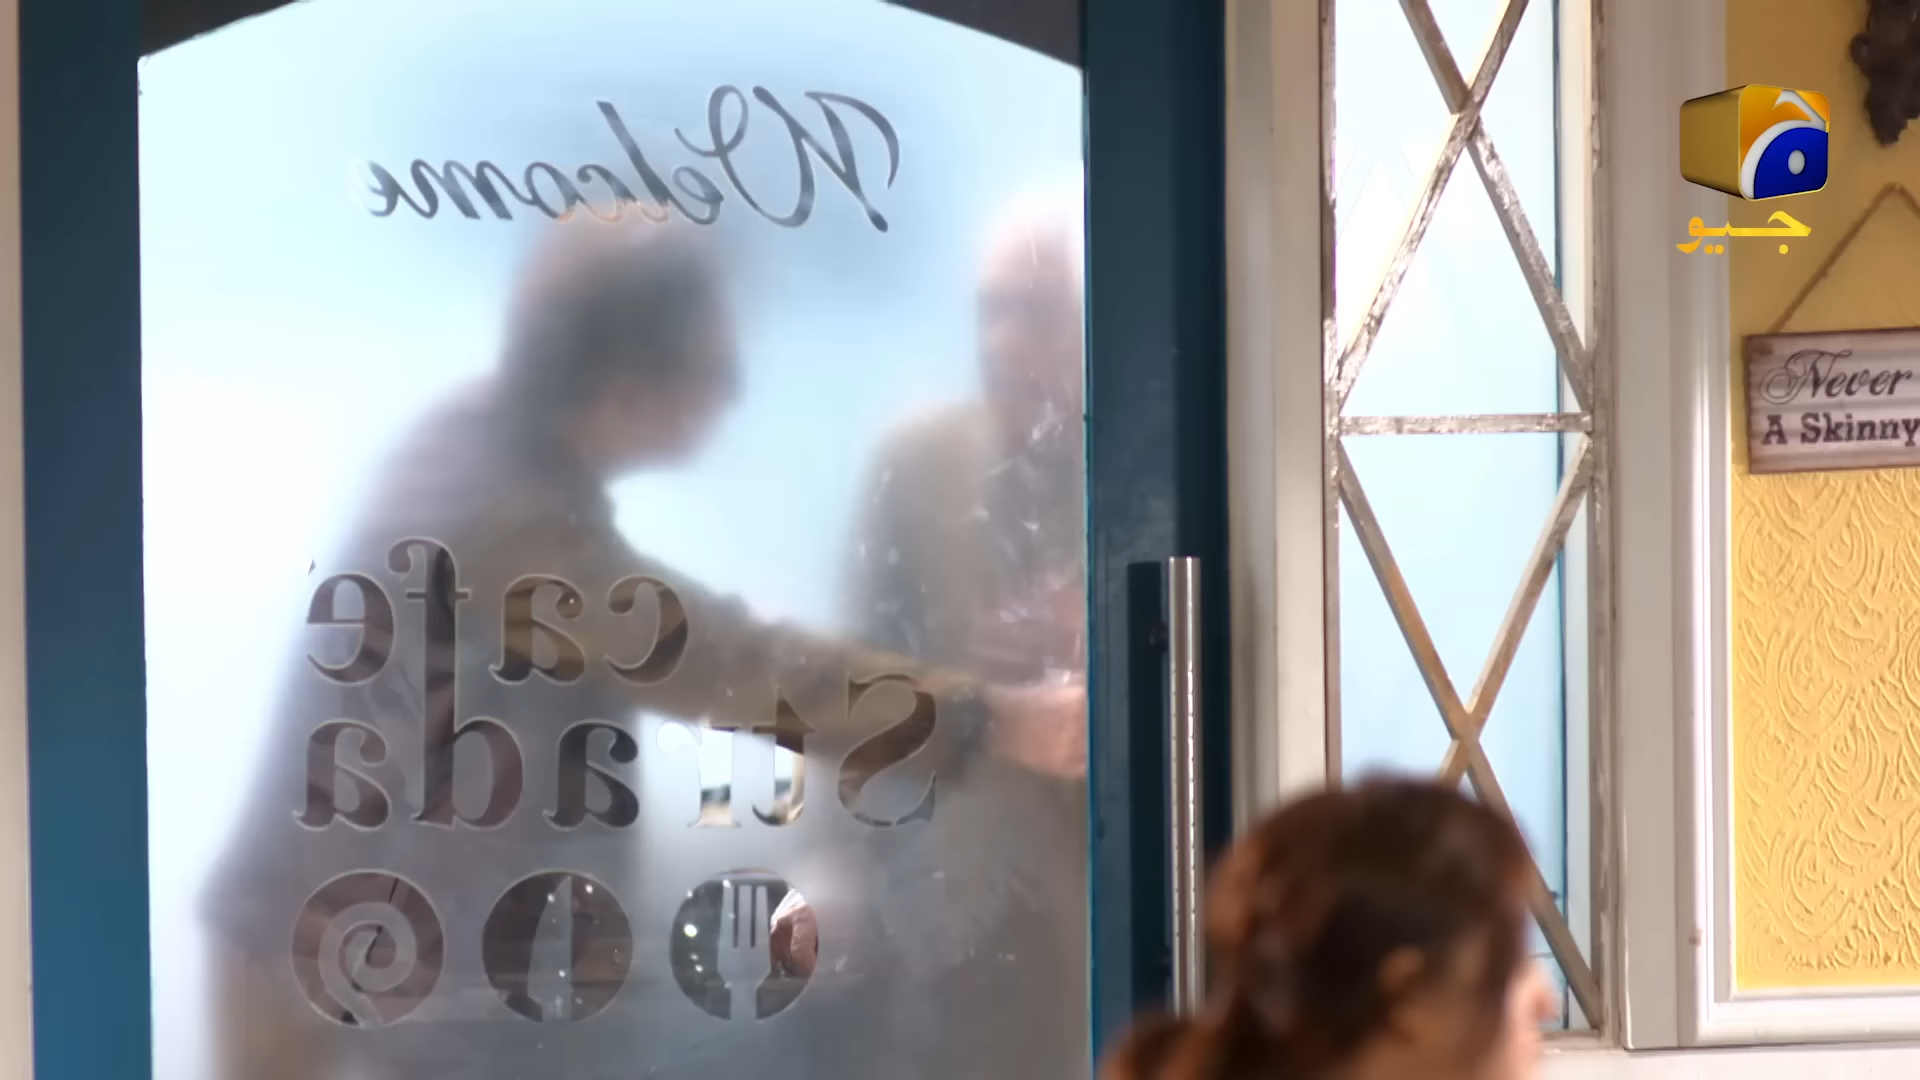 Welcome
cafe'
Strada
جیو
Never
A Skinny